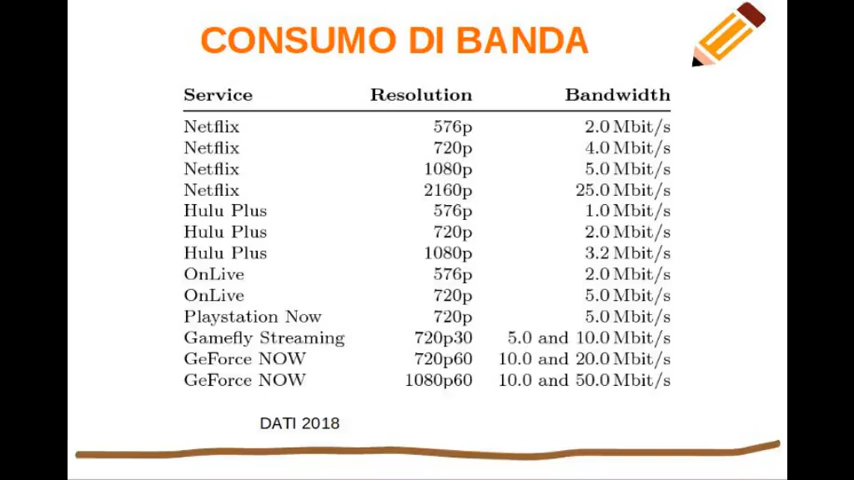 CONSUMO DI BANDA
Service Resolution Bandwidth
Netflix 576p 2.0 Mbit/s
Netflix 720p 4.0 Mbit/s
Netflix 1080p 5.0 Mbit/s
Netflix 2160p 25.0 Mbit/s
Hulu Plus 576p 1.0 Mbit/s
Hulu Plus 720p 2.0 Mbit/s
Hulu Plus 1080p 3.2 Mbit/s
OnLive 576p 2.0 Mbit/s
OnLive 720p 5.0 Mbit/s
Playstation Now 720p 5.0 Mbit/s
Gamefly Streaming 720p30 5.0 and 10.0 Mbit/s
GeForce NOW 720p60 10.0 and 20.0 Mbit/s
GeForce NOW 1080p60 10.0 and 50.0 Mbit/s
DATI 2018